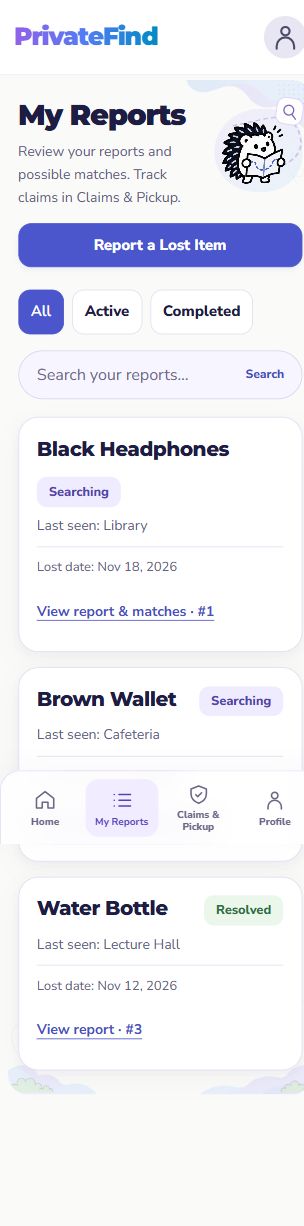 PrivateFind
My Reports
Review your reports and
possible matches. Track
claims in Claims & Pickup.
Report a Lost Item
All
Active
Completed
Search your reports...
Search
Black Headphones
Searching
Last seen: Library
Lost date: Nov 18, 2026
View report & matches · #1
Brown Wallet
Searching
Last seen: Cafeteria
Home
My Reports
Claims &
Pickup
Profile
Water Bottle
Resolved
Last seen: Lecture Hall
Lost date: Nov 12, 2026
View report · #3